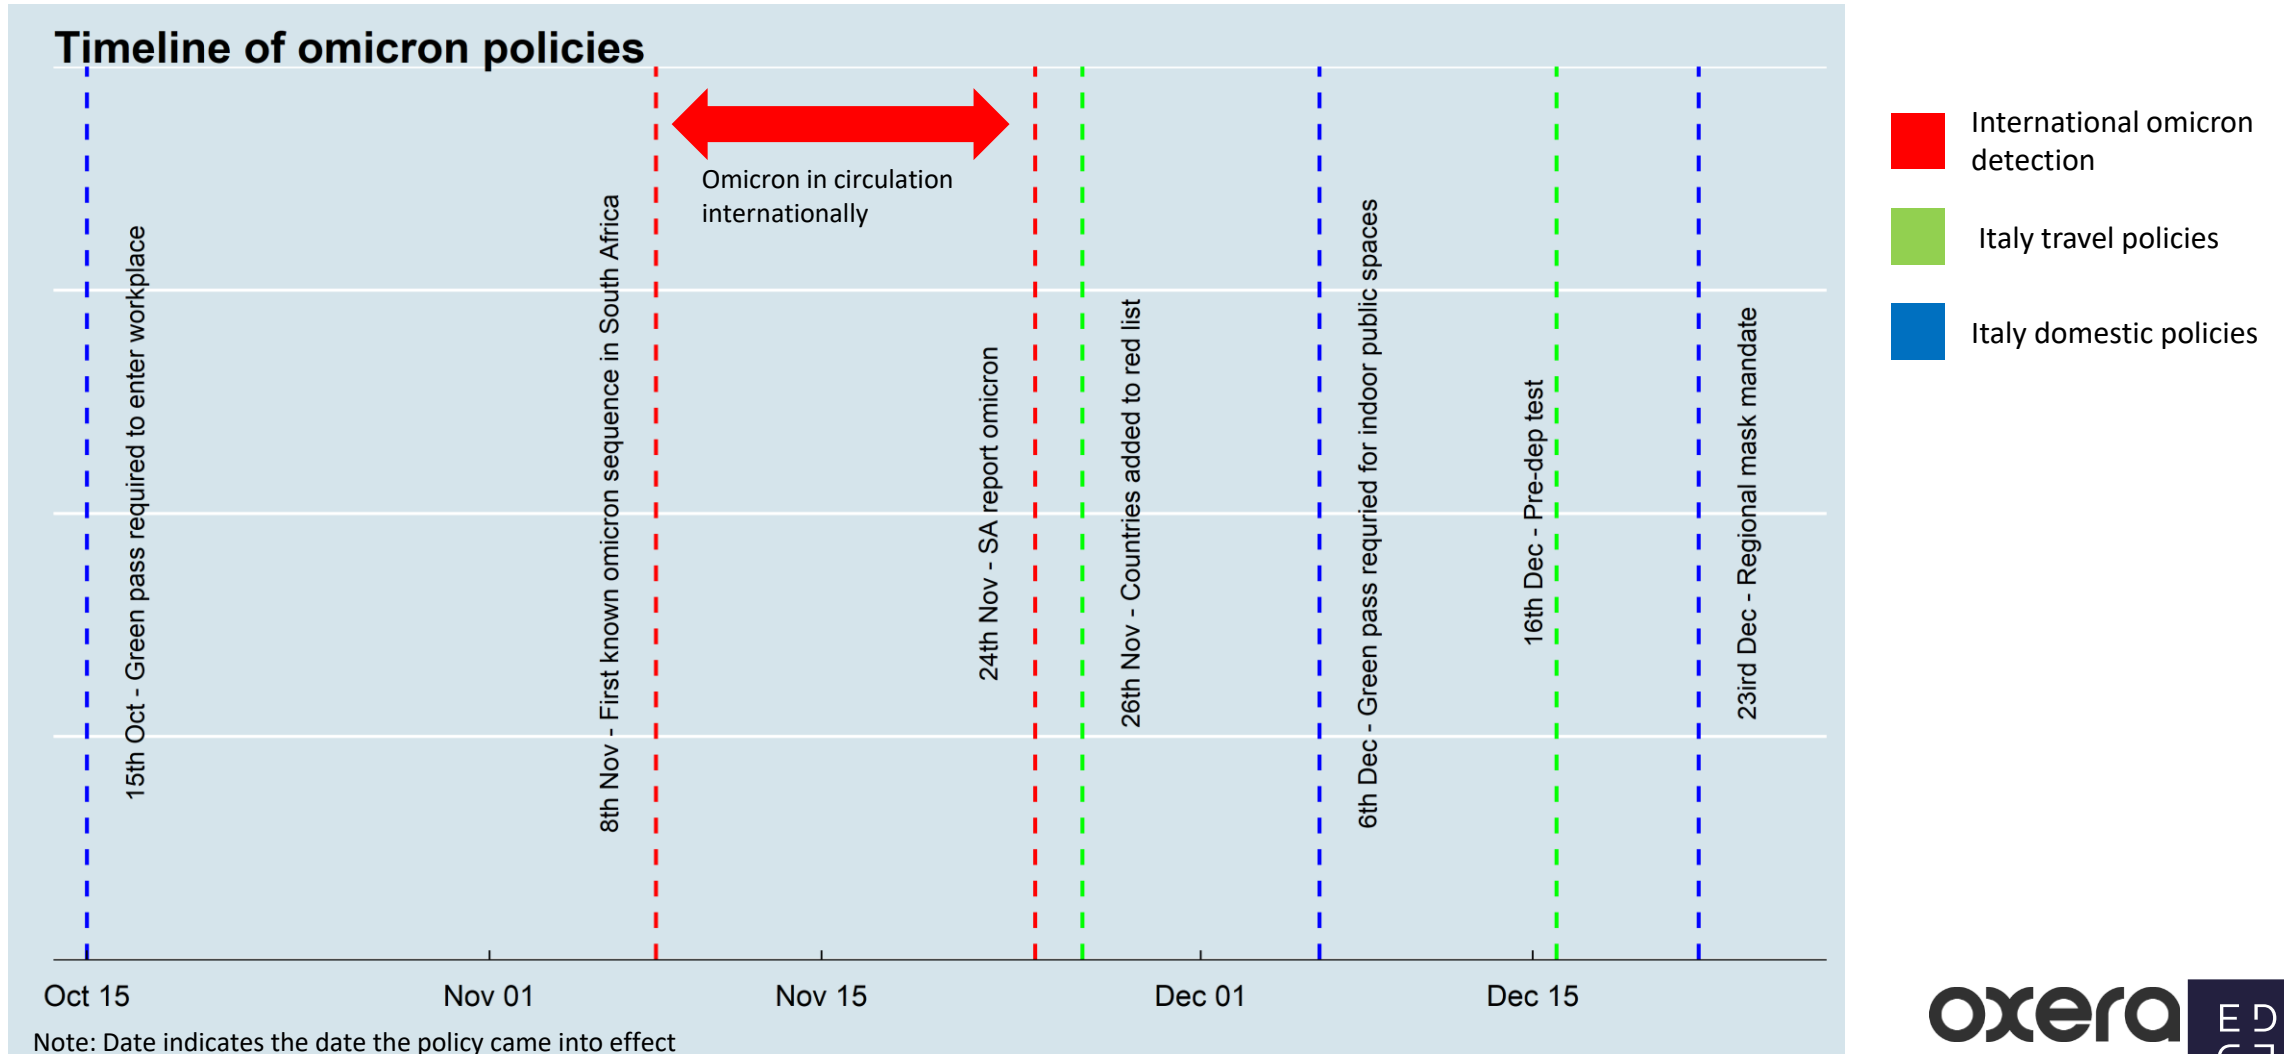 Timeline of omicron policies
Omicron in circulation
internationally
15th Oct - Green pass required to enter workplace
8th Nov - First known omicron sequence in South Africa
24th Nov - SA report omicron
26th Nov - Countries added to red list
6th Dec - Green pass requried for indoor public spaces
16th Dec - Pre-dep test
23ird Dec - Regional mask mandate
Oct 15
Nov 01
Nov 15
Dec 01
Dec 15
Note: Date indicates the date the policy came into effect
International omicron
detection
Italy travel policies
Italy domestic policies
oxera
ED